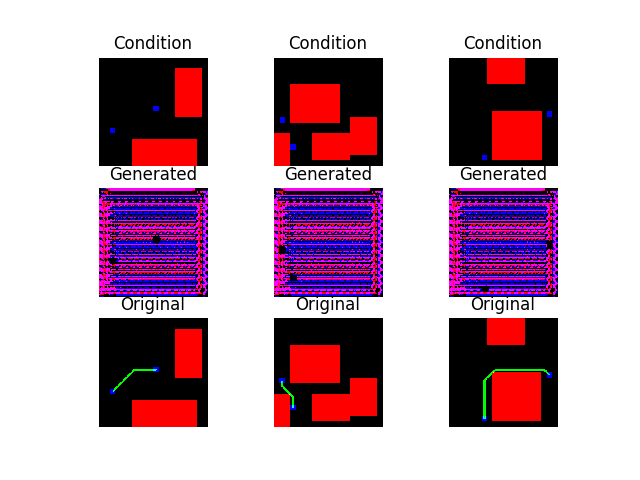 Condition Condition Condition
Generated Generated Generated
Original Original Original